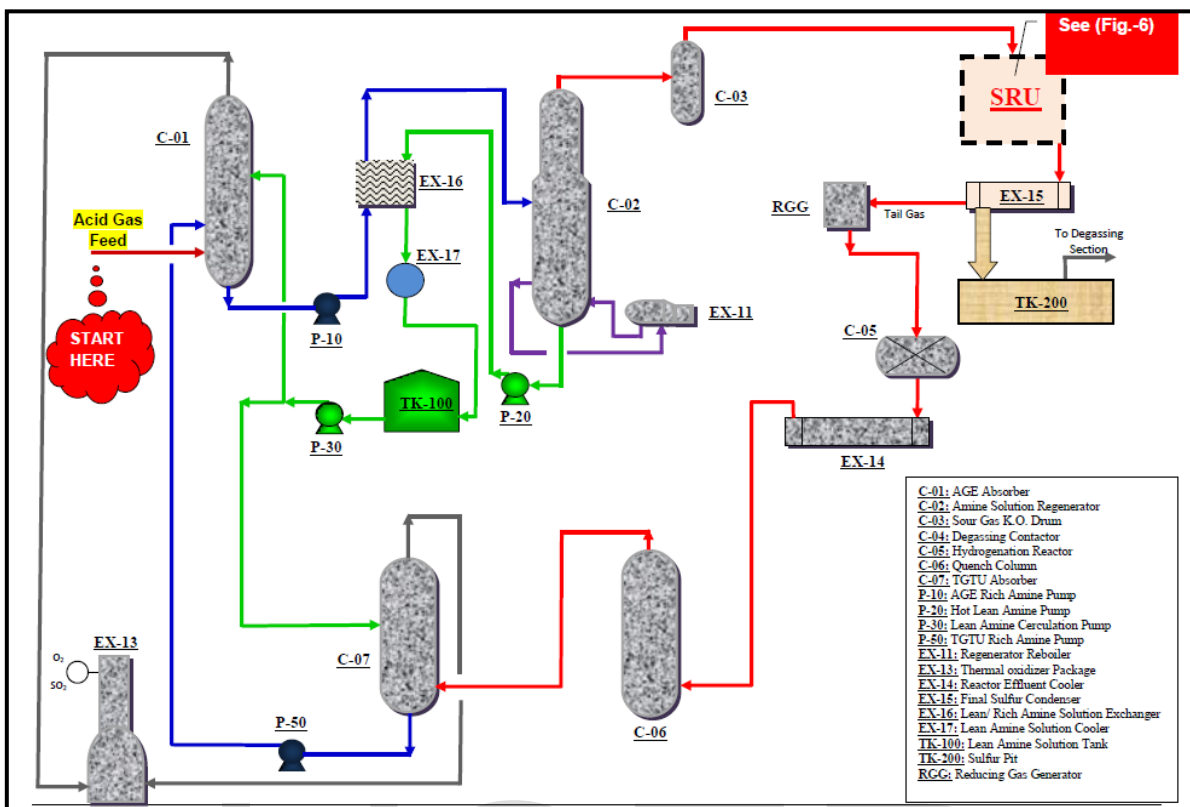 See (Fig.-6)
SRU
C-03
C-01
EX-16
C-02
Acid Gas
Feed
EX-17
RGG
Tail Gas
EX-15
To Degassing
Section
TK-200
START
HERE
P-10
EX-11
C-05
TK-100
P-20
P-30
EX-14
EX-13
O₂
SO₂
C-07
P-50
C-06
C-01: AGE Absorber
C-02: Amine Solution Regenerator
C-03: Sour Gas K.O. Drum
C-04: Degassing Contactor
C-05: Hydrogenation Reactor
C-06: Quench Column
C-07: TGTU Absorber
P-10: AGE Rich Amine Pump
P-20: Hot Lean Amine Pump
P-30: Lean Amine Cerculation Pump
P-50: TGTU Rich Amine Pump
EX-11: Regenerator Reboiler
EX-13: Thermal oxidizer Package
EX-14: Reactor Effluent Cooler
EX-15: Final Sulfur Condenser
EX-16: Lean/ Rich Amine Solution Exchanger
EX-17: Lean Amine Solution Cooler
TK-100: Lean Amine Solution Tank
TK-200: Sulfur Pit
RGG: Reducing Gas Generator